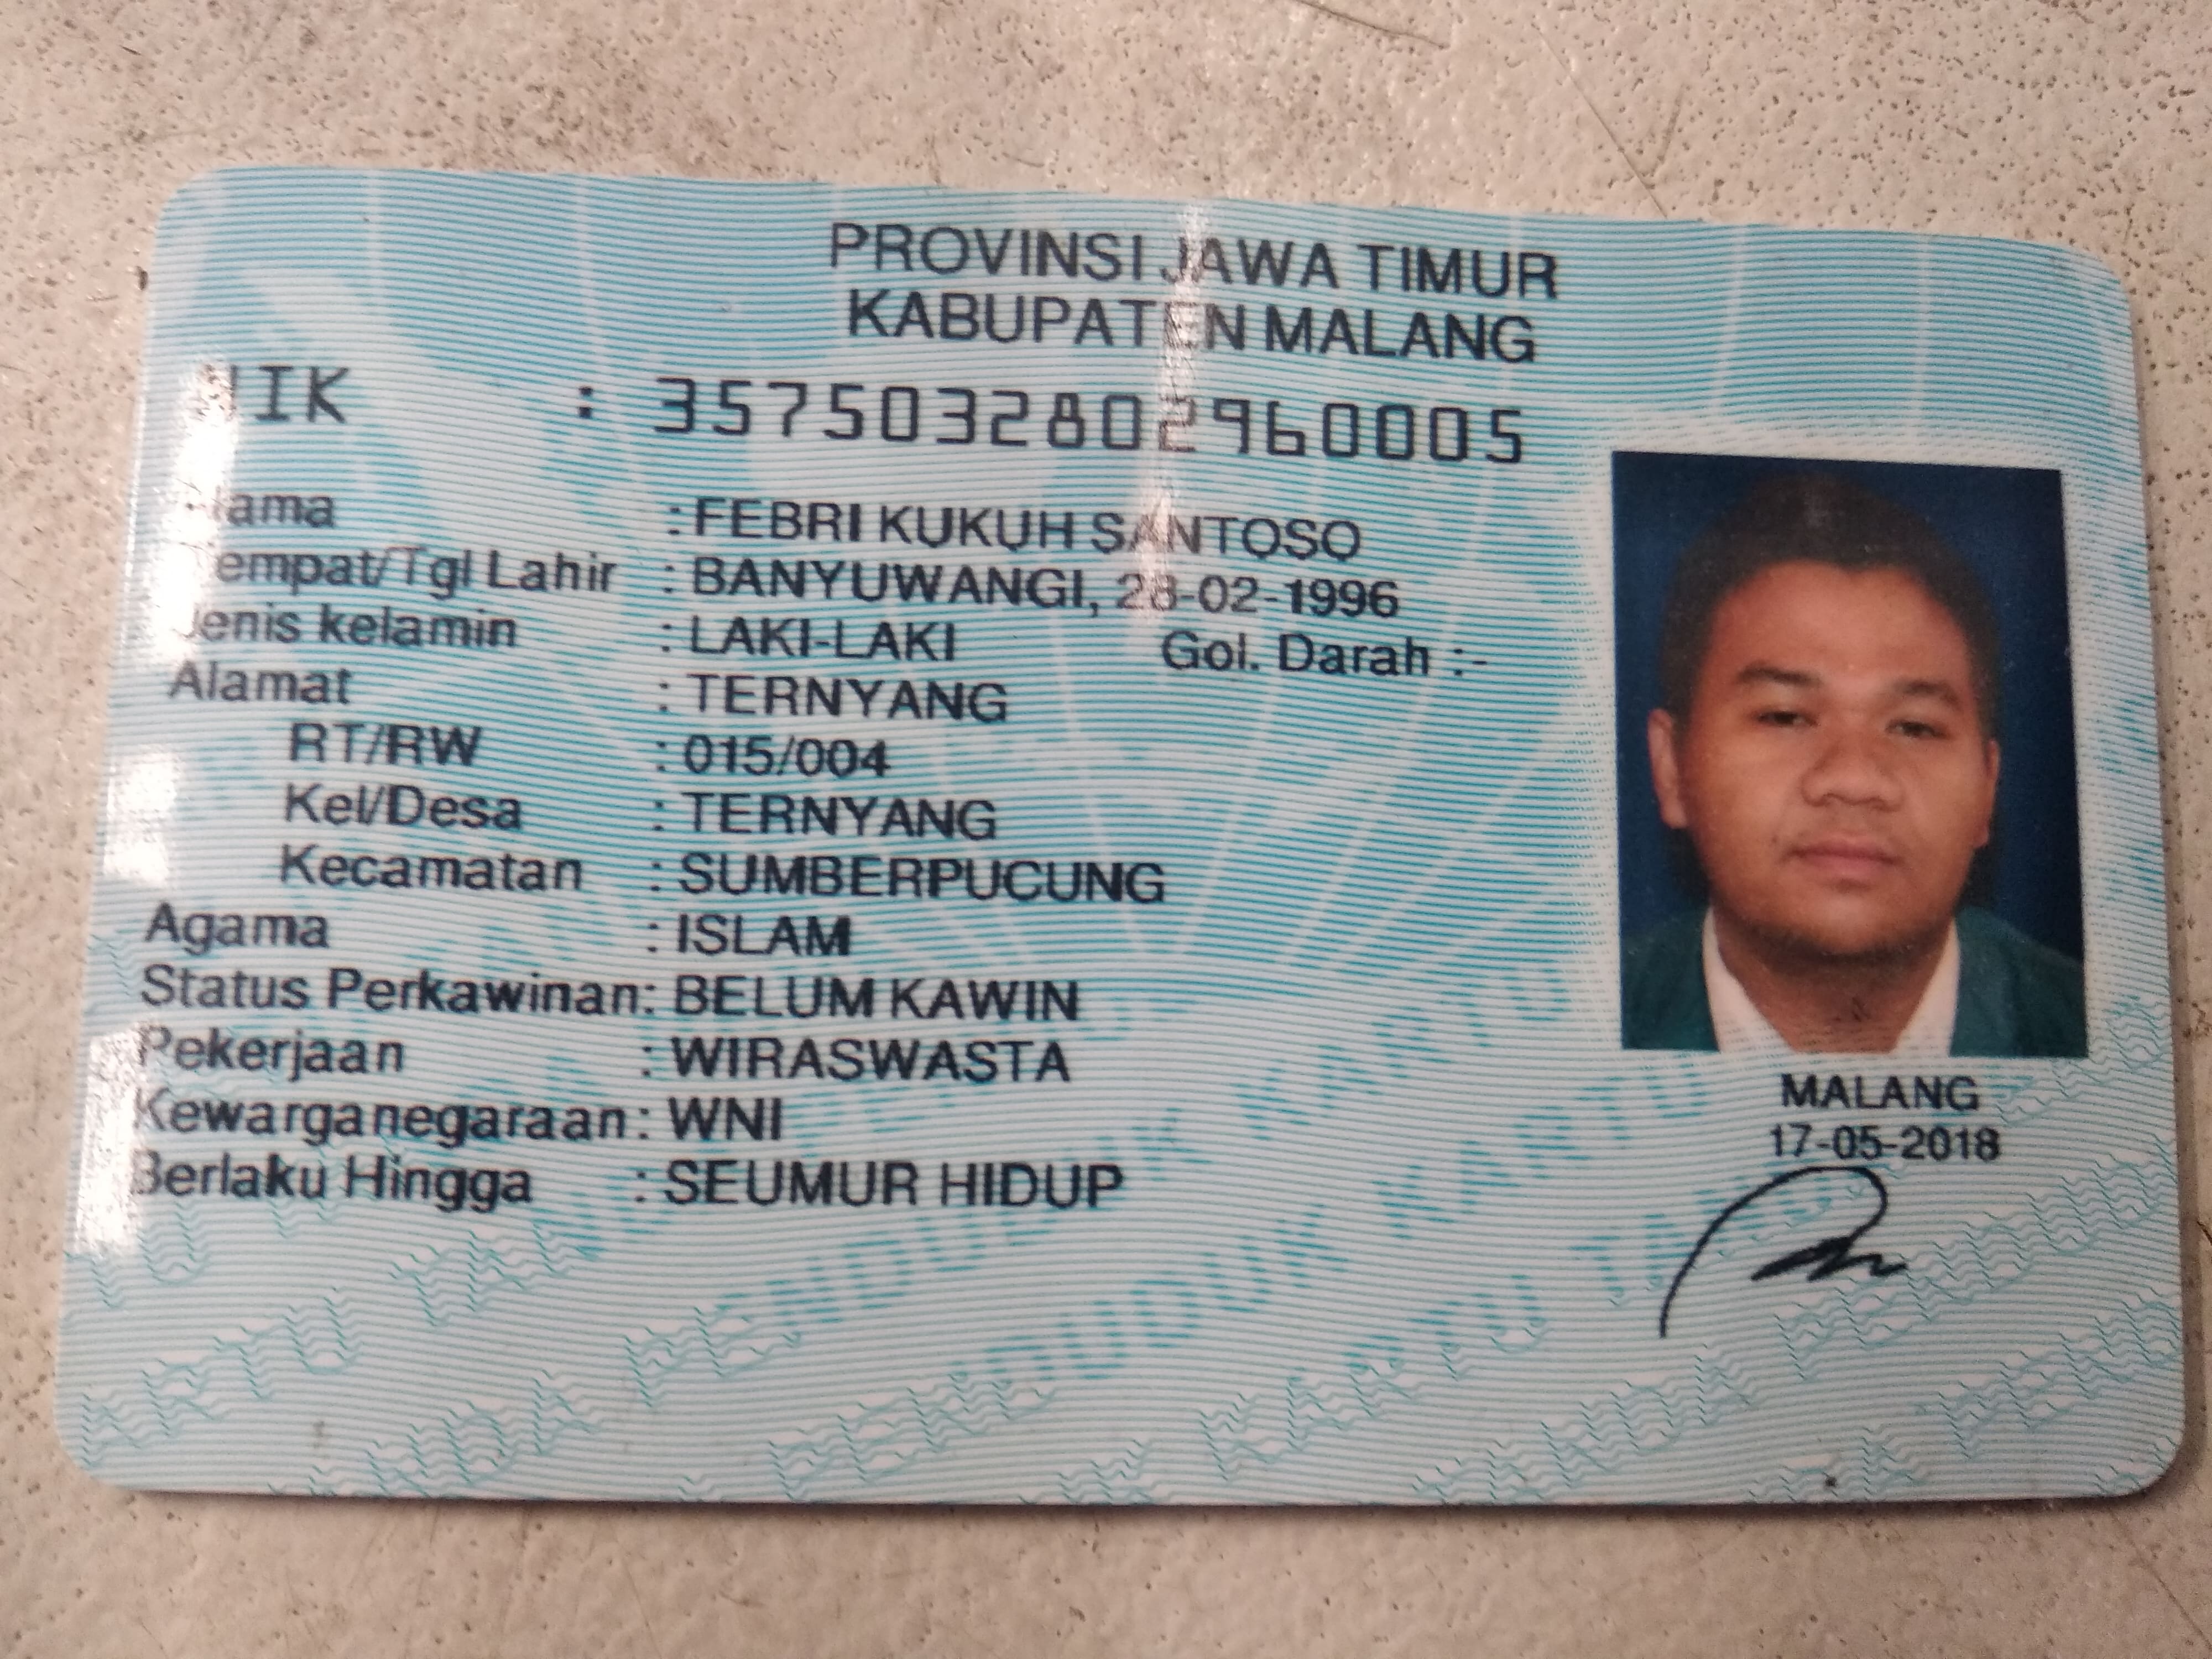 PROVINSI JAWA TIMUR
KABUPATEN MALANG
NIK : 3575032802960005
Nama : FEBRI KUKUH SANTOSO
Tempat/Tgl Lahir : BANYUWANGI, 28-02-1996
Jenis kelamin : LAKI-LAKI Gol. Darah :-
Alamat : TERNYANG
RT/RW : 015/004
Kel/Desa : TERNYANG
Kecamatan : SUMBERPUCUNG
Agama : ISLAM
Status Perkawinan: BELUM KAWIN
Pekerjaan : WIRASWASTA
Kewarganegaraan: WNI
Berlaku Hingga : SEUMUR HIDUP
MALANG
17-05-2018